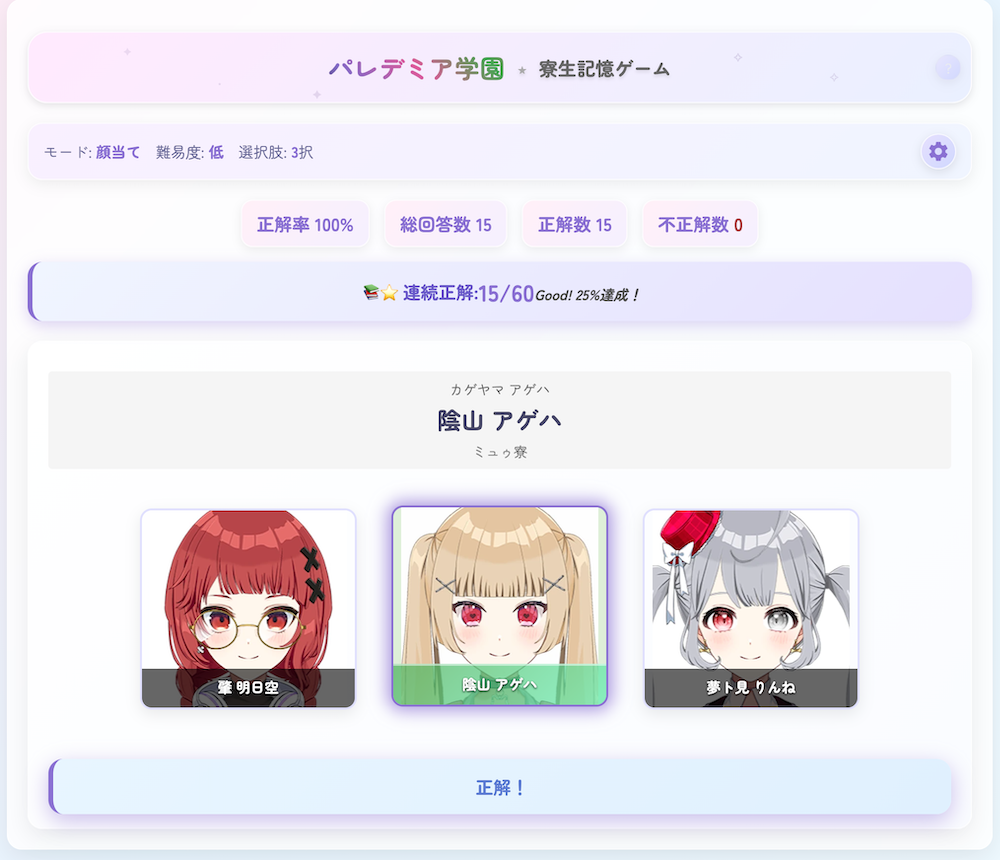 パレデミア学園 ★ 寮生記憶ゲーム
モード: 顔当て 難易度: 低 選択肢: 3択
正解率 100% 総回答数 15 正解数 15 不正解数 0
📚⭐ 連続正解:15/60Good! 25%達成！
カゲヤマ アゲハ
陰山 アゲハ
ミュゥ寮
肇 明日空 陰山 アゲハ 夢ト見 りんね
正解！